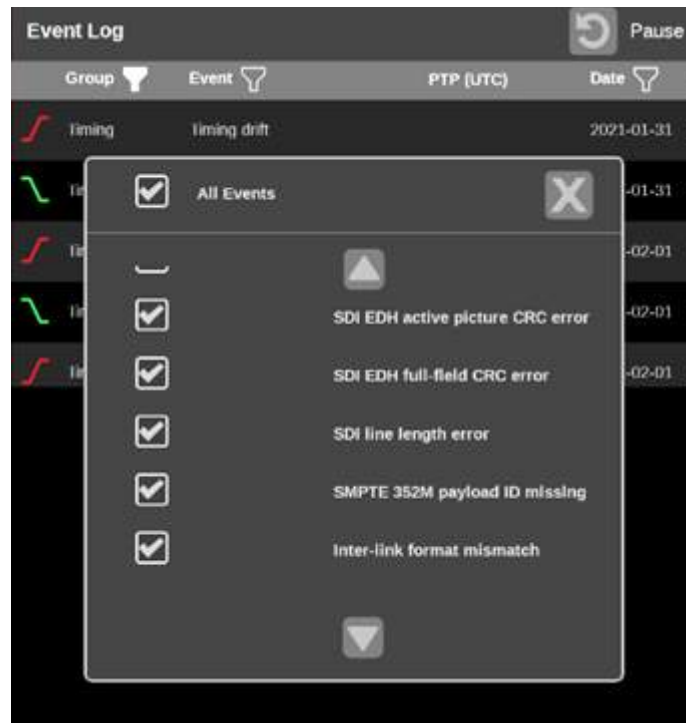 Event Log Pause
Group Event PTP (UTC) Date
Timing Timing drift 2021-01-31
All Events
-01-31
-02-01
SDI EDH active picture CRC error
-02-01
SDI EDH full-field CRC error
-02-01
SDI line length error
SMPTE 352M payload ID missing
Inter-link format mismatch